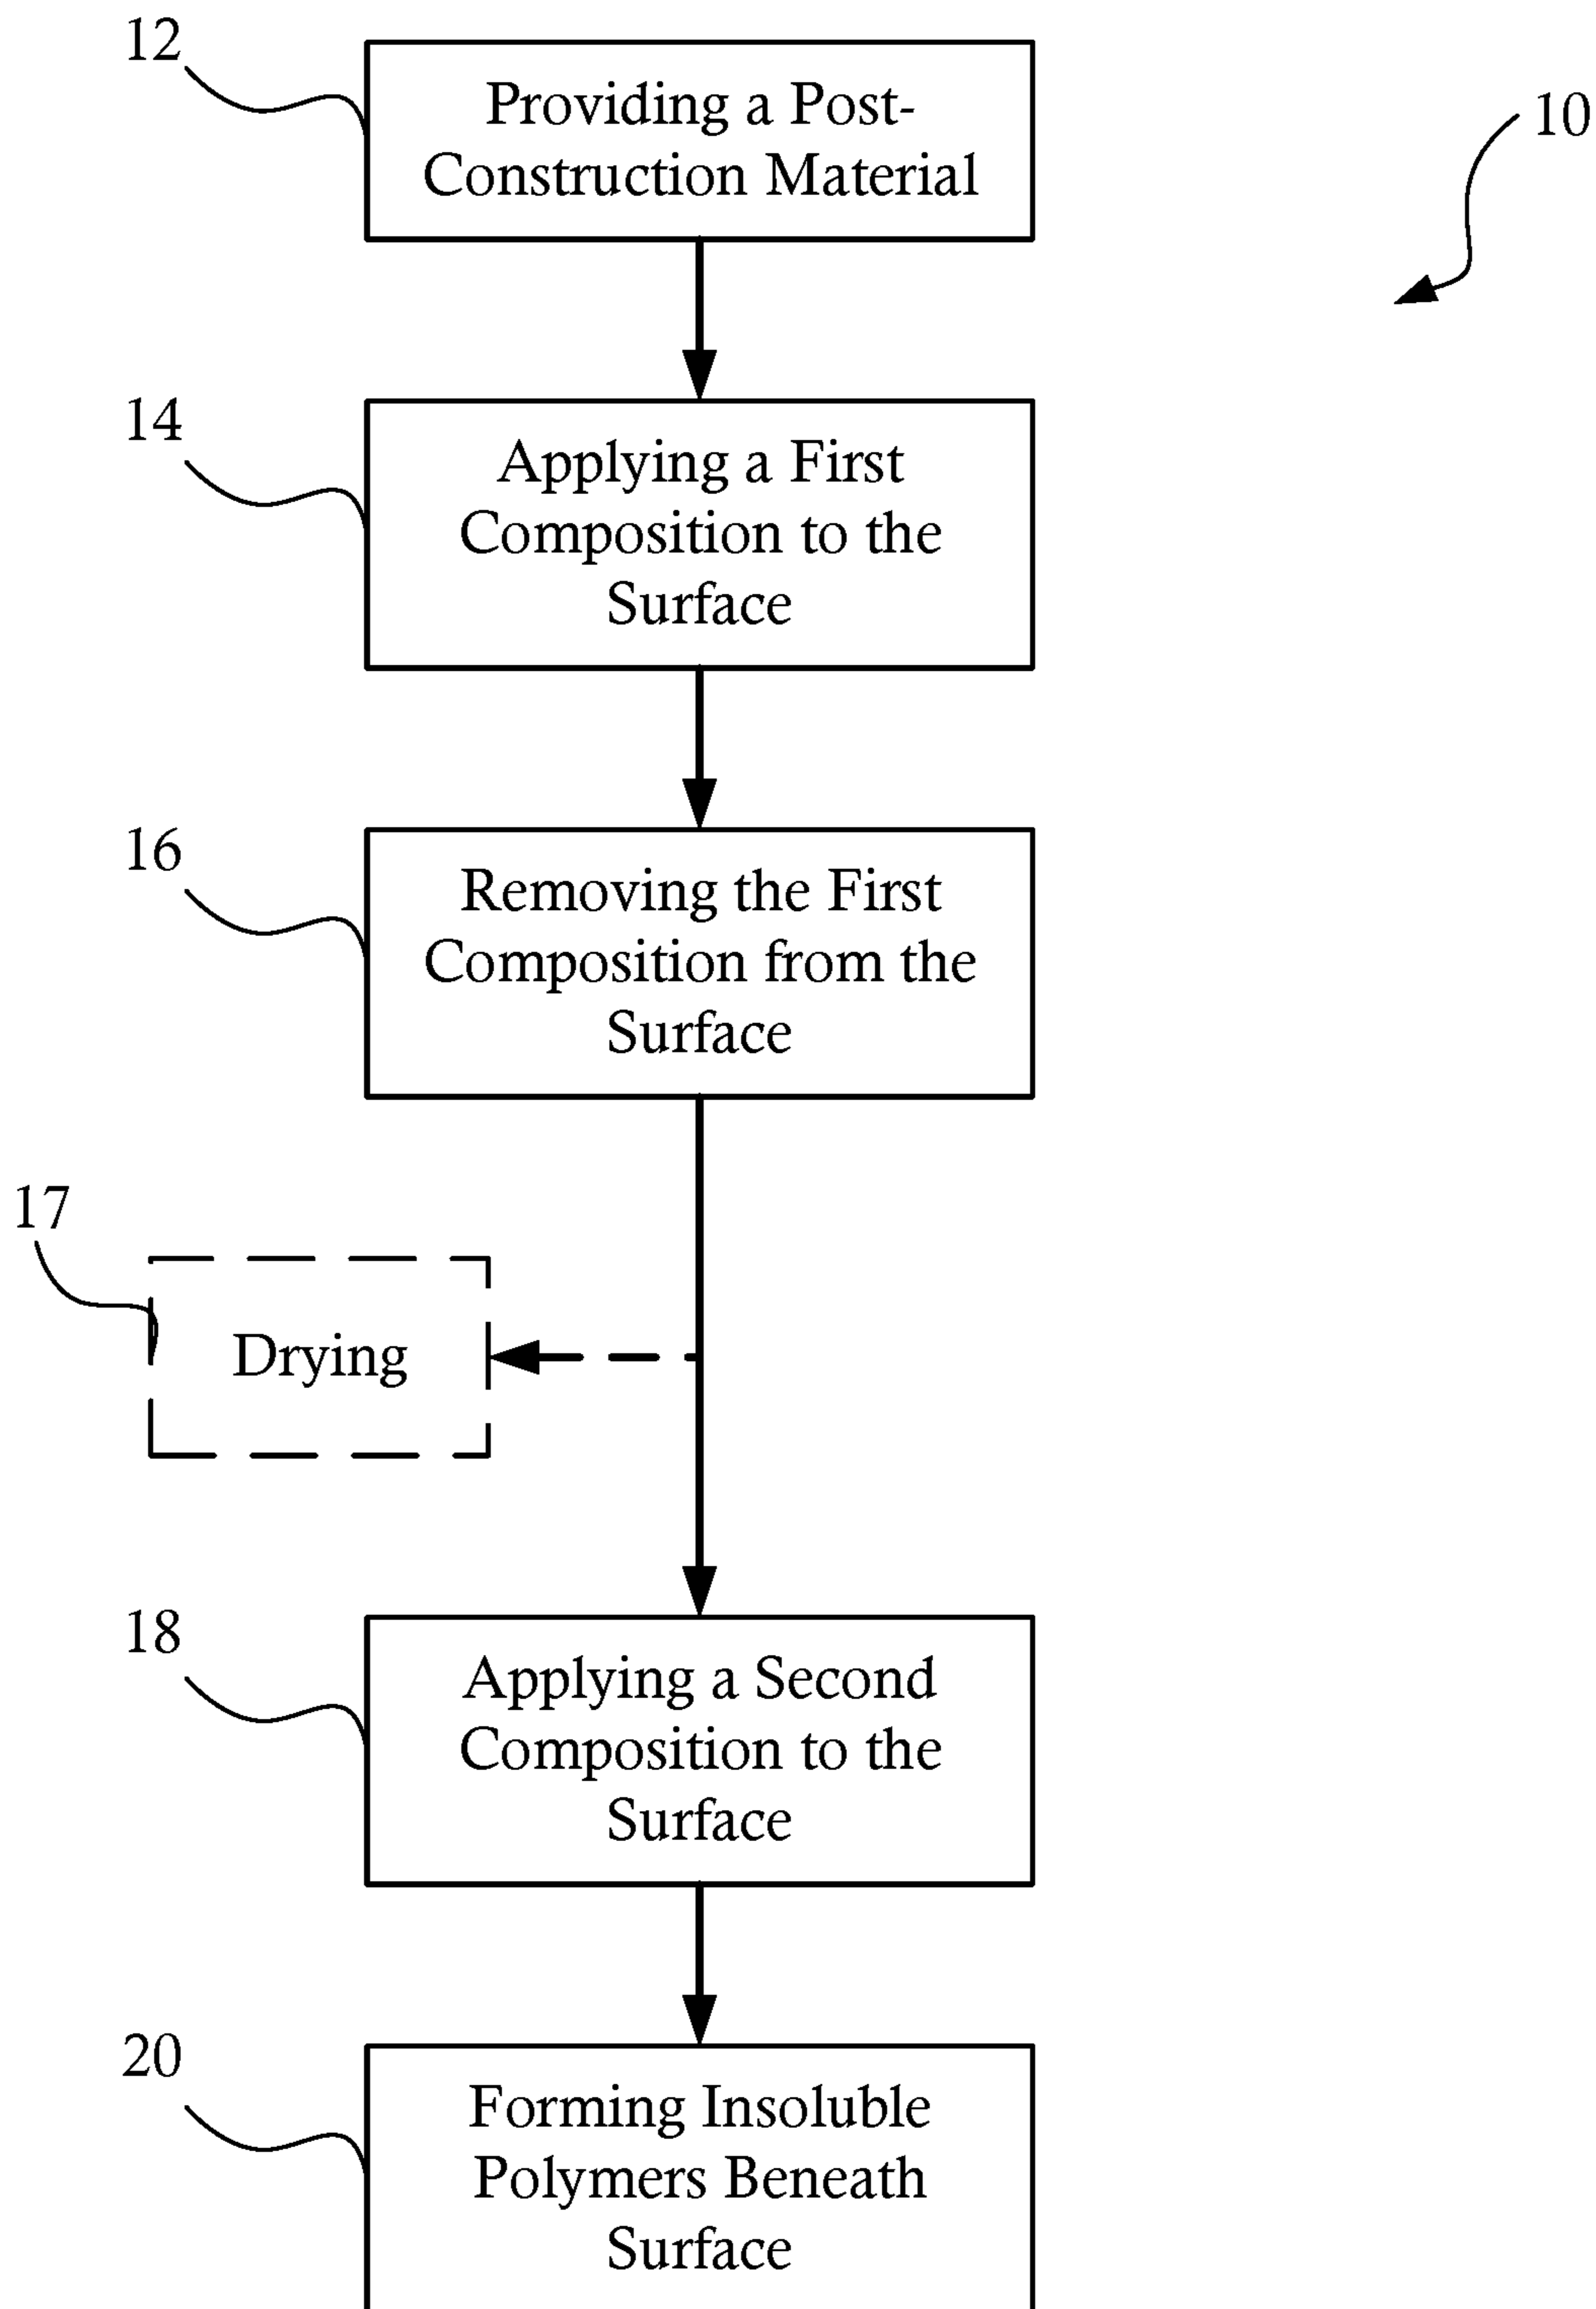 12
Providing a Post-
Construction Material
10
14
Applying a First
Composition to the
Surface
16
Removing the First
Composition from the
Surface
17
Drying
18
Applying a Second
Composition to the
Surface
20
Forming Insoluble
Polymers Beneath
Surface